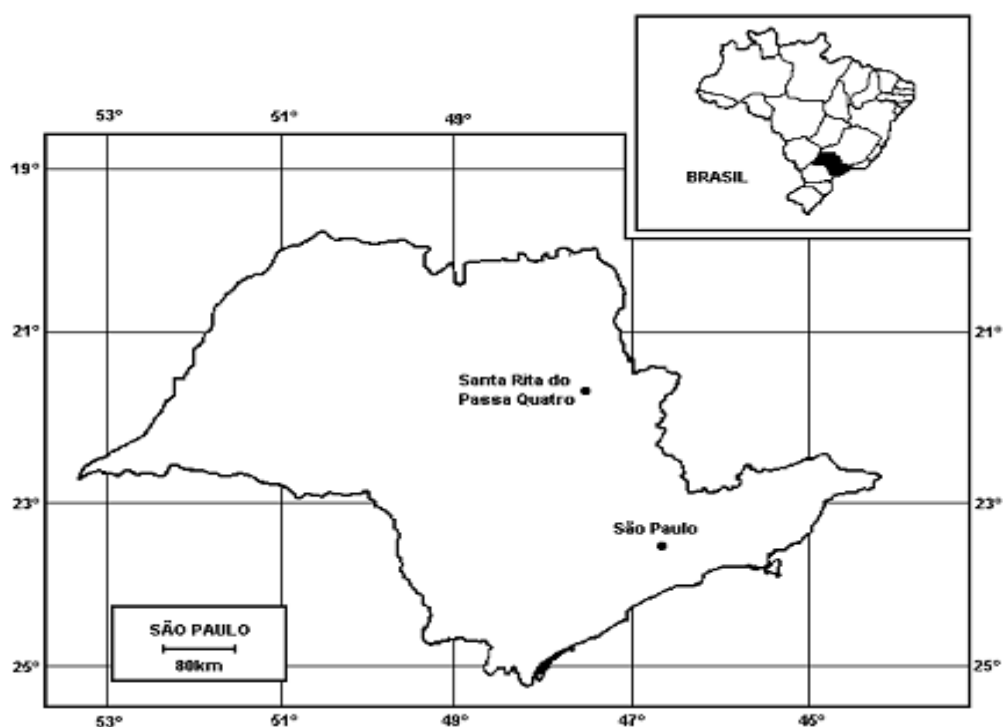 BRASIL
53°
51°
49°
19°
21°
21°
Santa Rita do
Passa Quatro
23°
23°
São Paulo
SÃO PAULO
80km
25°
25°
53°
51°
49°
47°
45°